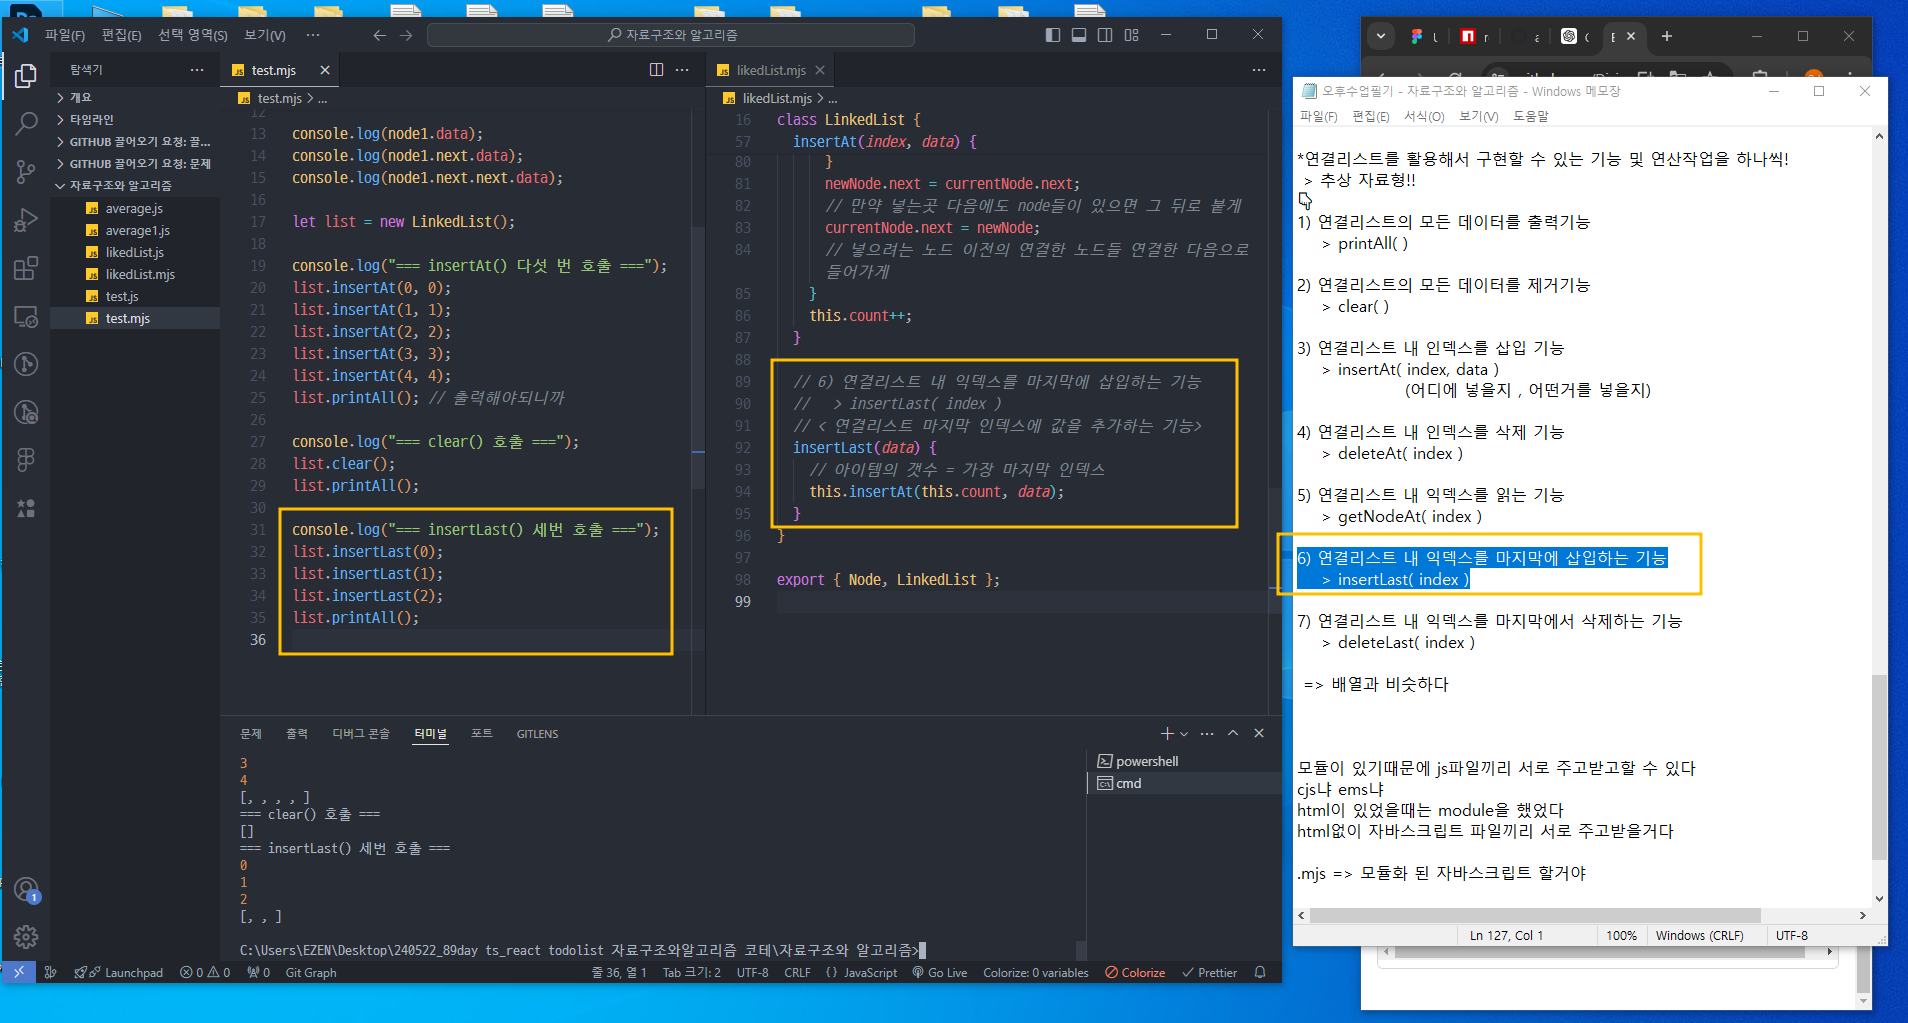 파일(F) 편집(E) 선택 영역(S) 보기(V) ···
자료구조와 알고리즘
탐색기
개요
타임라인
GITHUB 끌어오기 요청: 끌...
GITHUB 끌어오기 요청: 문제
자료구조와 알고리즘
average.js
average1.js
likedList.js
likedList.mjs
test.js
test.mjs
test.mjs
test.mjs > ...
12
13 console.log(node1.data);
14 console.log(node1.next.data);
15 console.log(node1.next.next.data);
16
17 let list = new LinkedList();
18
19 console.log("=== insertAt() 다섯 번 호출 ===");
20 list.insertAt(0, 0);
21 list.insertAt(1, 1);
22 list.insertAt(2, 2);
23 list.insertAt(3, 3);
24 list.insertAt(4, 4);
25 list.printAll(); // 출력해야되니까
26
27 console.log("=== clear() 호출 ===");
28 list.clear();
29 list.printAll();
30
31 console.log("=== insertLast() 세번 호출 ===");
32 list.insertLast(0);
33 list.insertLast(1);
34 list.insertLast(2);
35 list.printAll();
36
likedList.mjs
likedList.mjs > ...
16 class LinkedList {
57 insertAt(index, data) {
80 }
81 newNode.next = currentNode.next;
82 // 만약 넣는곳 다음에도 node들이 있으면 그 뒤로 붙게
83 currentNode.next = newNode;
84 // 넣으려는 노드 이전의 연결한 노드들 연결한 다음으로
들어가게
85 }
86 this.count++;
87 }
88
89 // 6) 연결리스트 내 익덱스를 마지막에 삽입하는 기능
90 // > insertLast( index )
91 // < 연결리스트 마지막 인덱스에 값을 추가하는 기능>
92 insertLast(data) {
93 // 아이템의 갯수 = 가장 마지막 인덱스
94 this.insertAt(this.count, data);
95 }
96 }
97
98 export { Node, LinkedList };
99
문제 출력 디버그 콘솔 터미널 포트 GITLENS
3
4
[, , , , ]
=== clear() 호출 ===
[]
=== insertLast() 세번 호출 ===
0
1
2
[, , ]
C:\Users\EZEN\Desktop\240522_89day ts_react todolist 자료구조와알고리즘 코테\자료구조와 알고리즘>
powershell
cmd
1
Launchpad 0 0 0 Git Graph
줄 36, 열 1 Tab 크기: 2 UTF-8 CRLF {} JavaScript Go Live Colorize: 0 variables Colorize Prettier
오후수업필기 - 자료구조와 알고리즘 - Windows 메모장
파일(F) 편집(E) 서식(O) 보기(V) 도움말
*연결리스트를 활용해서 구현할 수 있는 기능 및 연산작업을 하나씩!
> 추상 자료형!!
1) 연결리스트의 모든 데이터를 출력기능
> printAll( )
2) 연결리스트의 모든 데이터를 제거기능
> clear( )
3) 연결리스트 내 인덱스를 삽입 기능
> insertAt( index, data )
(어디에 넣을지 , 어떤거를 넣을지)
4) 연결리스트 내 인덱스를 삭제 기능
> deleteAt( index )
5) 연결리스트 내 익덱스를 읽는 기능
> getNodeAt( index )
6) 연결리스트 내 익덱스를 마지막에 삽입하는 기능
> insertLast( index )
7) 연결리스트 내 익덱스를 마지막에서 삭제하는 기능
> deleteLast( index )
=> 배열과 비슷하다
모듈이 있기때문에 js파일끼리 서로 주고받고할 수 있다
cjs냐 ems냐
html이 있었을때는 module을 했었다
html없이 자바스크립트 파일끼리 서로 주고받을거다
.mjs => 모듈화 된 자바스크립트 할거야
Ln 127, Col 1 100% Windows (CRLF) UTF-8